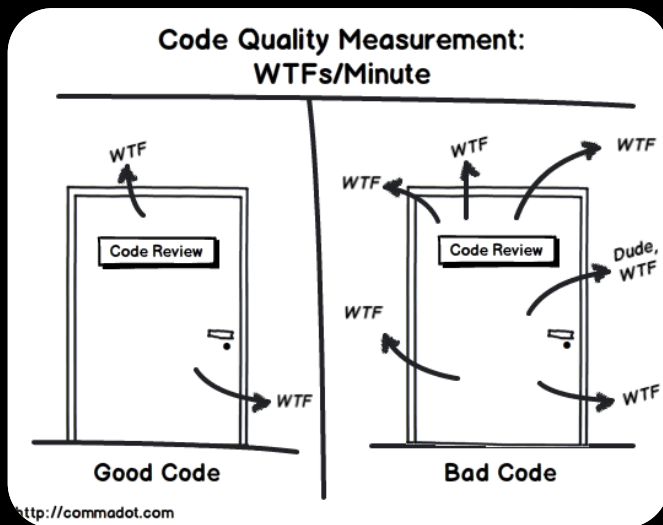 Code Quality Measurement:
WTFs/Minute
WTF
Code Review
WTF
Good Code
WTF
WTF
WTF
Code Review
Dude,
WTF
WTF
WTF
Bad Code
http://commadot.com